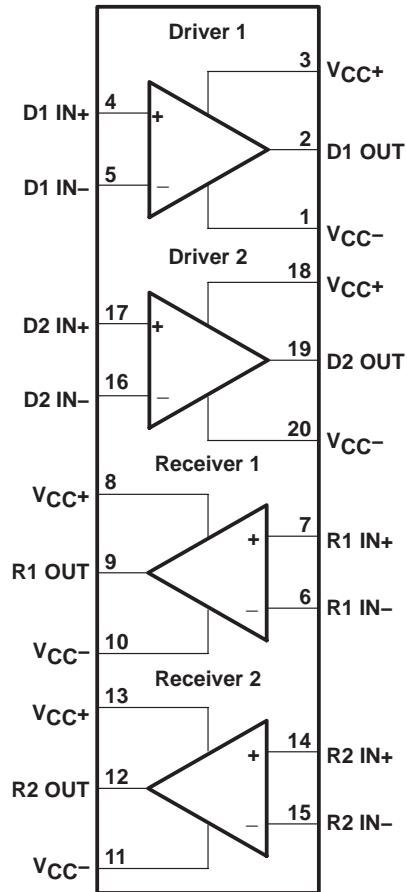 Driver 1
3 VCC+
D1 IN+ 4
+
2 D1 OUT
D1 IN− 5
−
1 VCC−
Driver 2
18 VCC+
D2 IN+ 17
+
19 D2 OUT
D2 IN− 16
−
20 VCC−
Receiver 1
VCC+ 8
+ 7 R1 IN+
R1 OUT 9
− 6 R1 IN−
VCC− 10
Receiver 2
VCC+ 13
+ 14 R2 IN+
R2 OUT 12
− 15 R2 IN−
VCC− 11